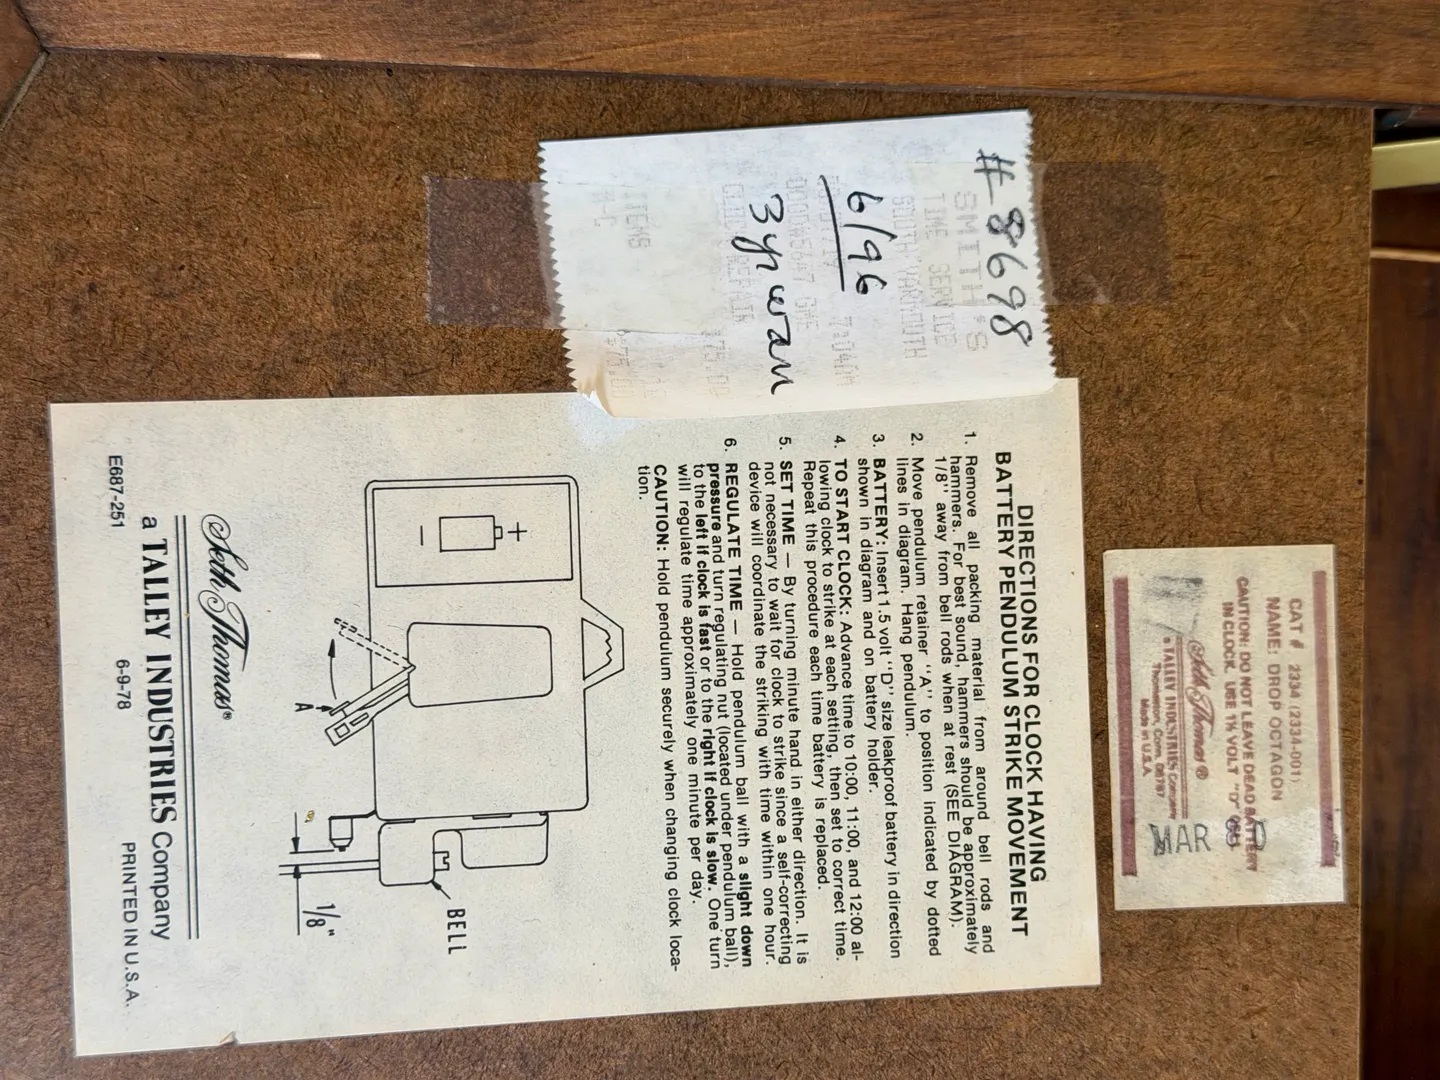 CAT # 2334 (2334-001)
NAME: DROP OCTAGON
CAUTION: DO NOT LEAVE DEAD BATTERY
IN CLOCK. USE 1½ VOLT "D"
Seth Thomas®
a TALLEY INDUSTRIES Company
Thomaston, Conn. 06787
Made in U.S.A.
MAR
# 8698
SMITH'S
TIME SERVICE
SOUTH YARMOUTH
6/96
3yr warr
CLOCK REPAIR
ITEMS
DIRECTIONS FOR CLOCK HAVING
BATTERY PENDULUM STRIKE MOVEMENT
1. Remove all packing material from around bell rods and
hammers. For best sound, hammers should be approximately
1/8" away from bell rods when at rest (SEE DIAGRAM).
2. Move pendulum retainer "A" to position indicated by dotted
lines in diagram. Hang pendulum.
3. BATTERY: Insert 1.5 volt "D" size leakproof battery in direction
shown in diagram and on battery holder.
4. TO START CLOCK: Advance time to 10:00, 11:00, and 12:00 al-
lowing clock to strike at each setting, then set to correct time.
Repeat this procedure each time battery is replaced.
5. SET TIME — By turning minute hand in either direction. It is
not necessary to wait for clock to strike since a self-correcting
device will coordinate the striking with time within one hour.
6. REGULATE TIME — Hold pendulum ball with a slight down
pressure and turn regulating nut (located under pendulum ball),
to the left if clock is fast or to the right if clock is slow. One turn
will regulate time approximately one minute per day.
CAUTION: Hold pendulum securely when changing clock loca-
tion.
+
−
A
BELL
1/8"
Seth Thomas®
a TALLEY INDUSTRIES Company
E687-251 6-9-78 PRINTED IN U.S.A.